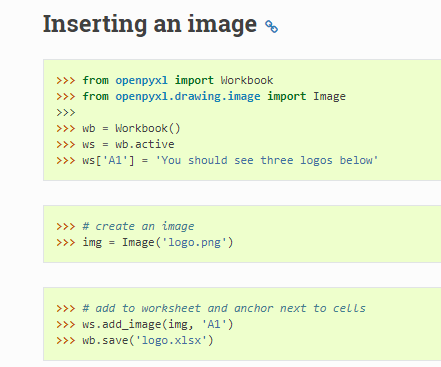 Inserting an image
>>> from openpyxl import Workbook
>>> from openpyxl.drawing.image import Image
>>>
>>> wb = Workbook()
>>> ws = wb.active
>>> ws['A1'] = 'You should see three logos below'
>>> # create an image
>>> img = Image('logo.png')
>>> # add to worksheet and anchor next to cells
>>> ws.add_image(img, 'A1')
>>> wb.save('logo.xlsx')